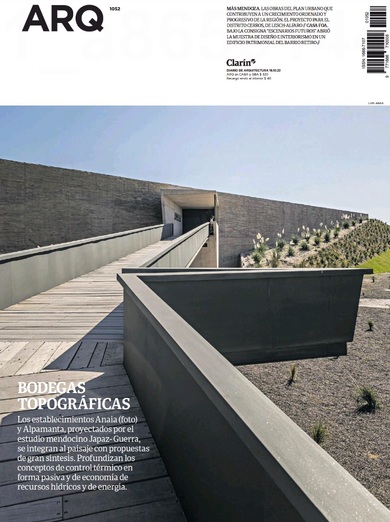 ARQ
1052
MÁS MENDOZA. LAS OBRAS DEL PLAN URBANO QUE
CONTRIBUYEN A UN CRECIMIENTO ORDENADO Y
PROGRESIVO DE LA REGIÓN. EL PROYECTO PARA EL
DISTRITO CERROS, DE LESCH-ALFARO // CASA FOA.
BAJO LA CONSIGNA "ESCENARIOS FUTUROS" ABRIÓ
LA MUESTRA DE DISEÑO E INTERIORISMO EN UN
EDIFICIO PATRIMONIAL DEL BARRIO RETIRO //
Clarín
DIARIO DE ARQUITECTURA 18.10.22
BODEGAS
TOPOGRÁFICAS
Los establecimientos Anaia (foto)
y Alpamanta, proyectados por el
estudio mendocino Japaz-Guerra,
se integran al paisaje con propuestas
de gran síntesis. Profundizan los
conceptos de control térmico en
forma pasiva y de economía de
recursos hídricos y de energía.